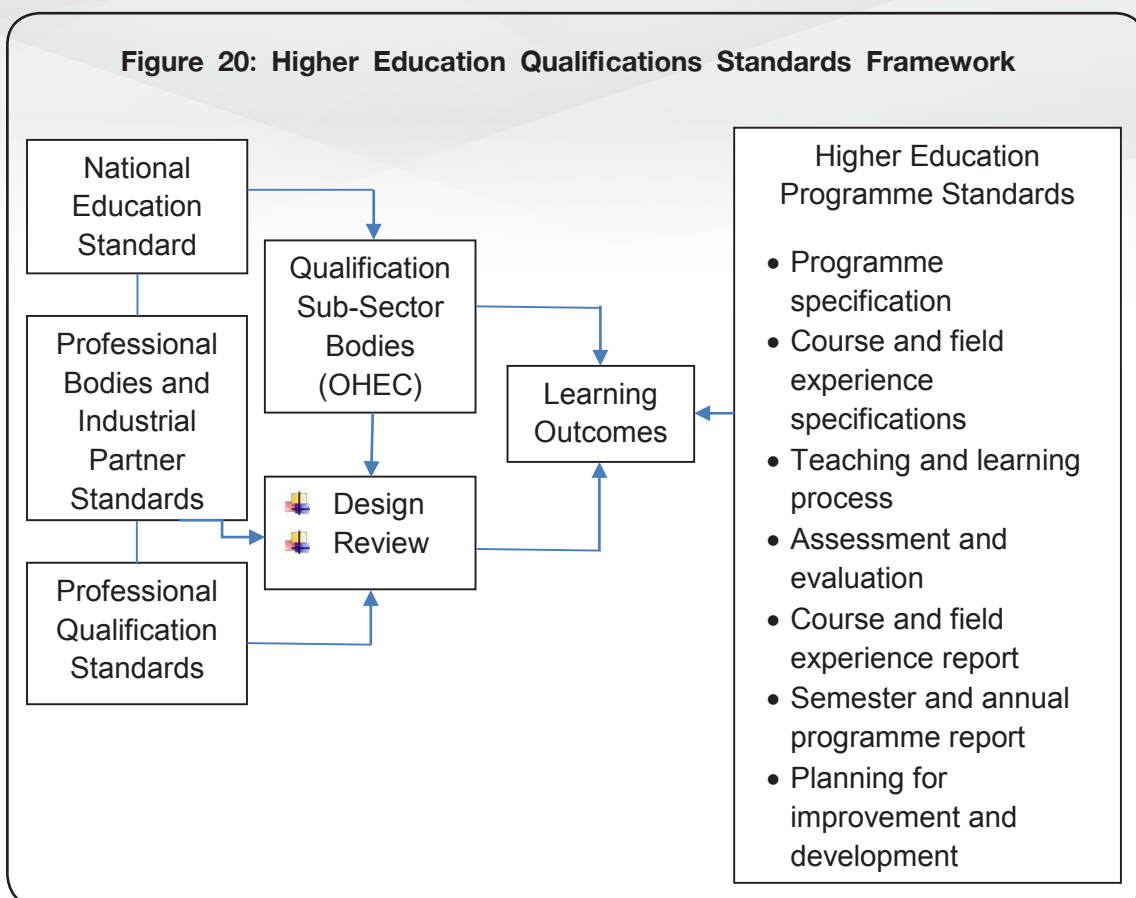 Figure 20: Higher Education Qualifications Standards Framework
National
Education
Standard
Professional
Bodies and
Industrial
Partner
Standards
Professional
Qualification
Standards
Qualification
Sub-Sector
Bodies
(OHEC)
Design
Review
Learning
Outcomes
Higher Education
Programme Standards
• Programme
specification
• Course and field
experience
specifications
• Teaching and learning
process
• Assessment and
evaluation
• Course and field
experience report
• Semester and annual
programme report
• Planning for
improvement and
development